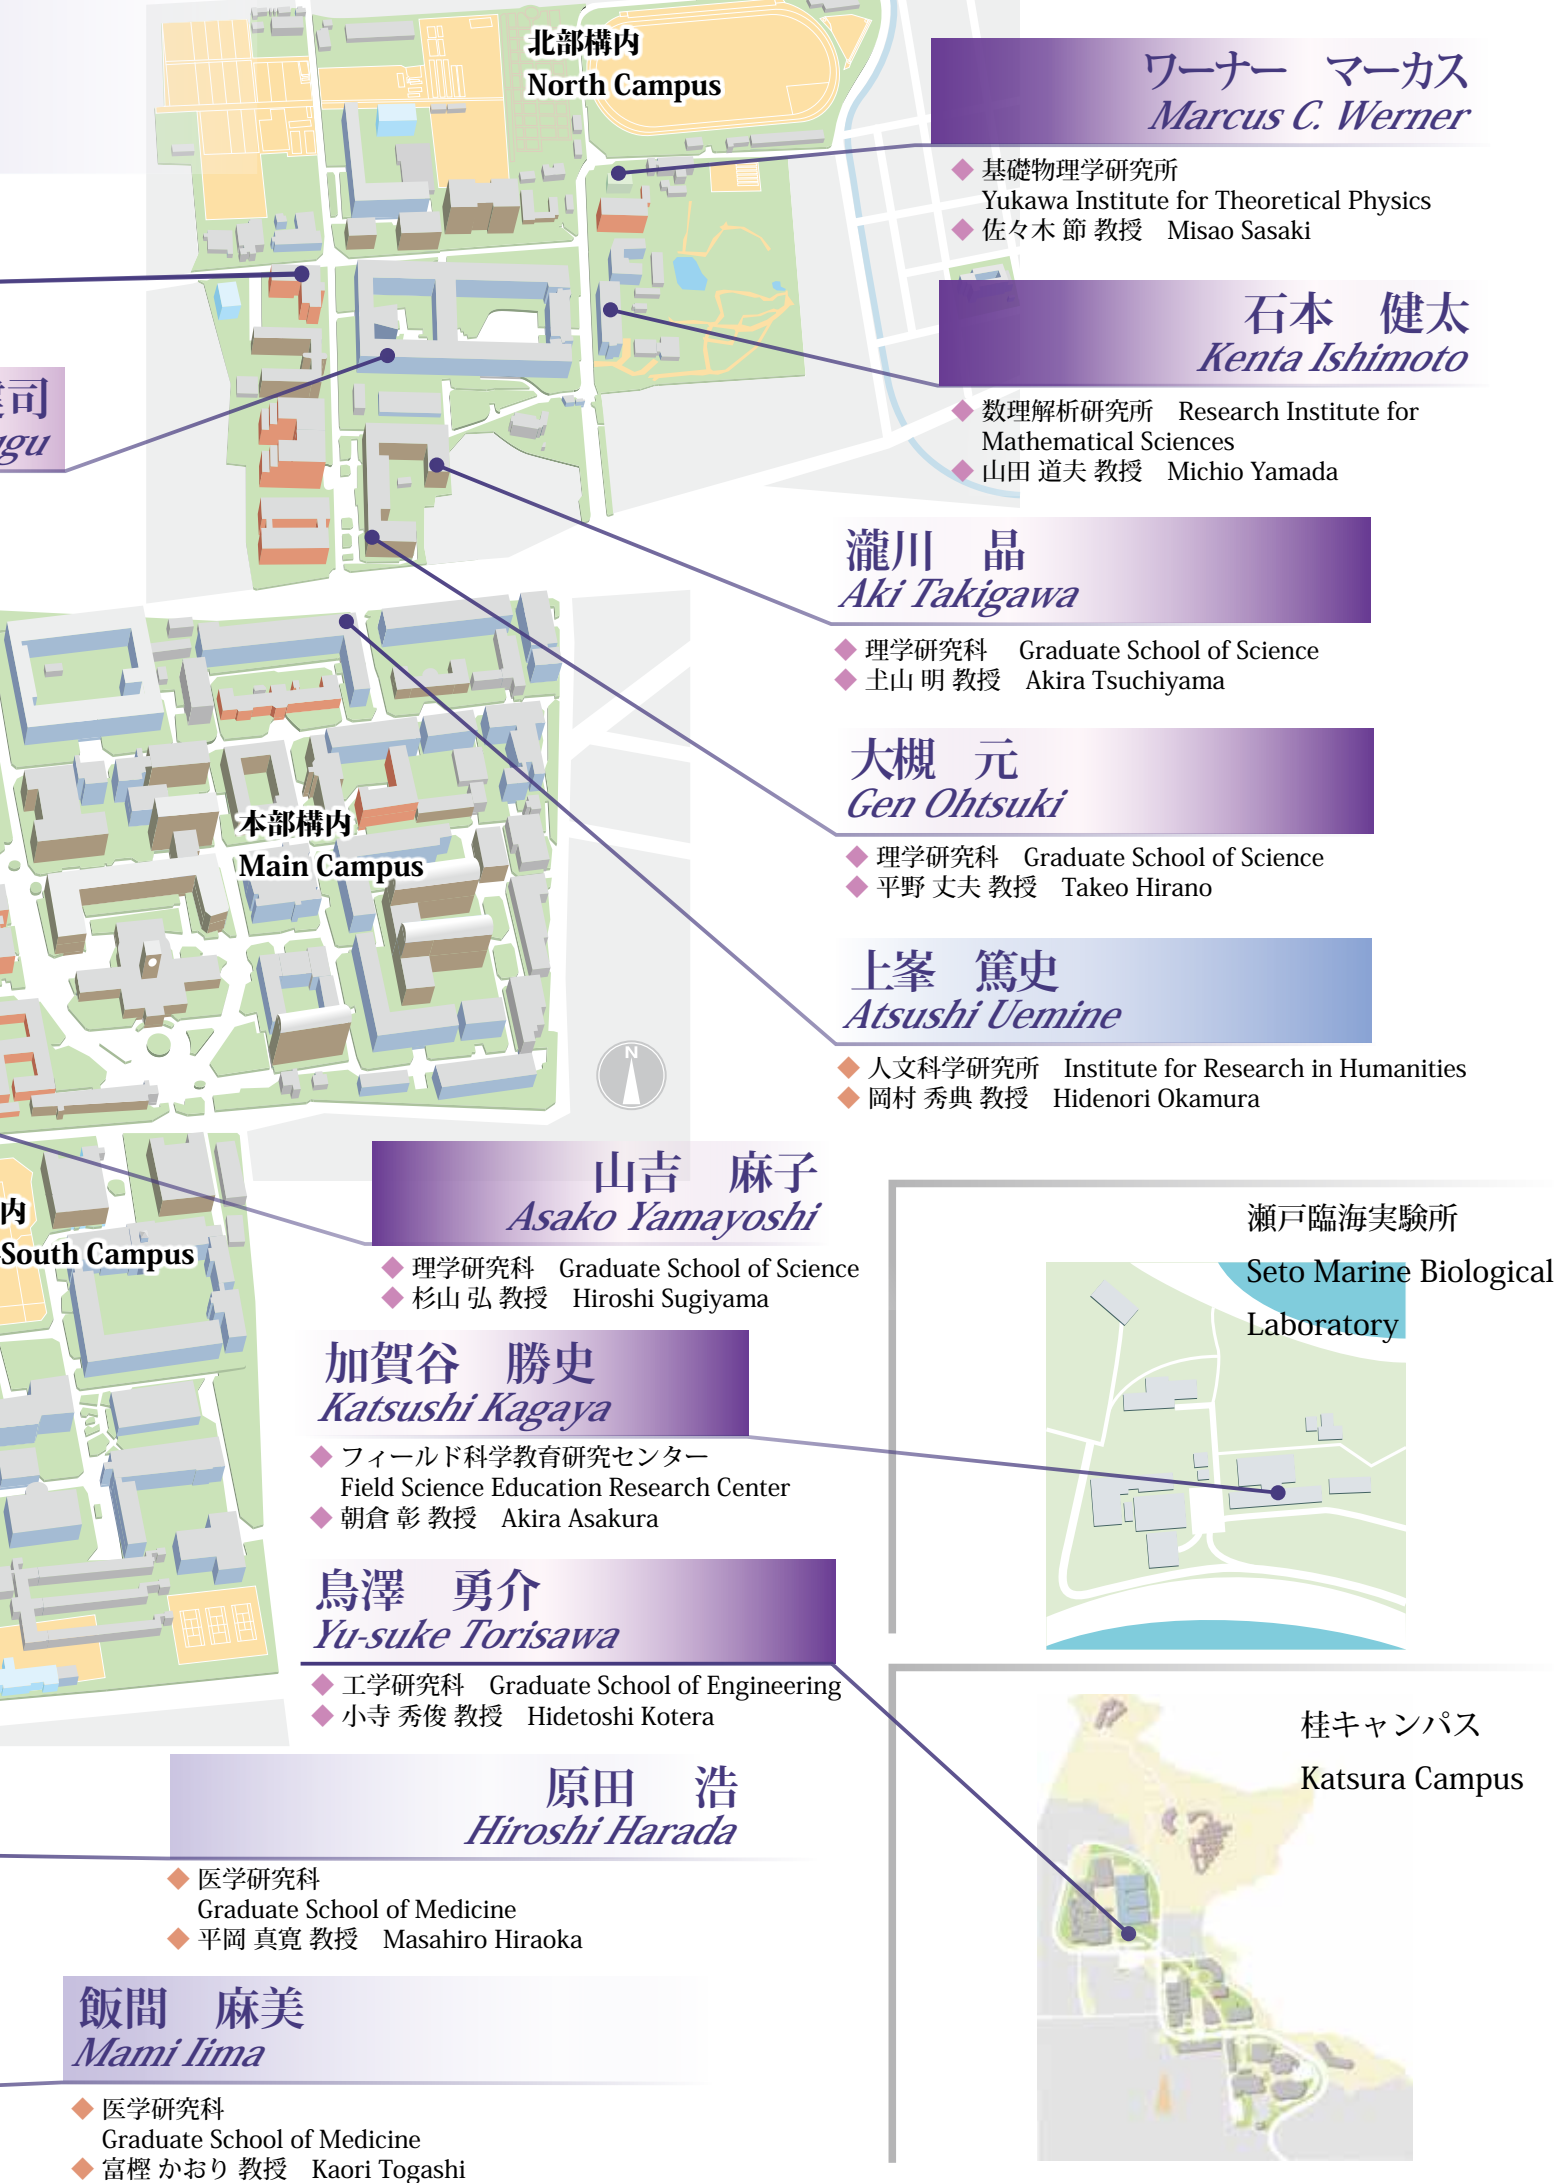 北部構内
North Campus
ワーナー　マーカス
Marcus C. Werner
◆ 基礎物理学研究所
Yukawa Institute for Theoretical Physics
◆ 佐々木 節 教授　Misao Sasaki
石本　健太
Kenta Ishimoto
◆ 数理解析研究所　Research Institute for
Mathematical Sciences
◆ 山田 道夫 教授　Michio Yamada
司
gu
瀧川　晶
Aki Takigawa
◆ 理学研究科　Graduate School of Science
◆ 土山 明 教授　Akira Tsuchiyama
大槻　元
Gen Ohtsuki
◆ 理学研究科　Graduate School of Science
◆ 平野 丈夫 教授　Takeo Hirano
本部構内
Main Campus
上峯　篤史
Atsushi Uemine
◆ 人文科学研究所　Institute for Research in Humanities
◆ 岡村 秀典 教授　Hidenori Okamura
N
内
South Campus
山吉　麻子
Asako Yamayoshi
◆ 理学研究科　Graduate School of Science
◆ 杉山 弘 教授　Hiroshi Sugiyama
瀬戸臨海実験所
Seto Marine Biological
Laboratory
加賀谷　勝史
Katsushi Kagaya
◆ フィールド科学教育研究センター
Field Science Education Research Center
◆ 朝倉 彰 教授　Akira Asakura
鳥澤　勇介
Yu-suke Torisawa
◆ 工学研究科　Graduate School of Engineering
◆ 小寺 秀俊 教授　Hidetoshi Kotera
桂キャンパス
Katsura Campus
原田　浩
Hiroshi Harada
◆ 医学研究科
Graduate School of Medicine
◆ 平岡 真寛 教授　Masahiro Hiraoka
飯間　麻美
Mami Iima
◆ 医学研究科
Graduate School of Medicine
◆ 富樫 かおり 教授　Kaori Togashi